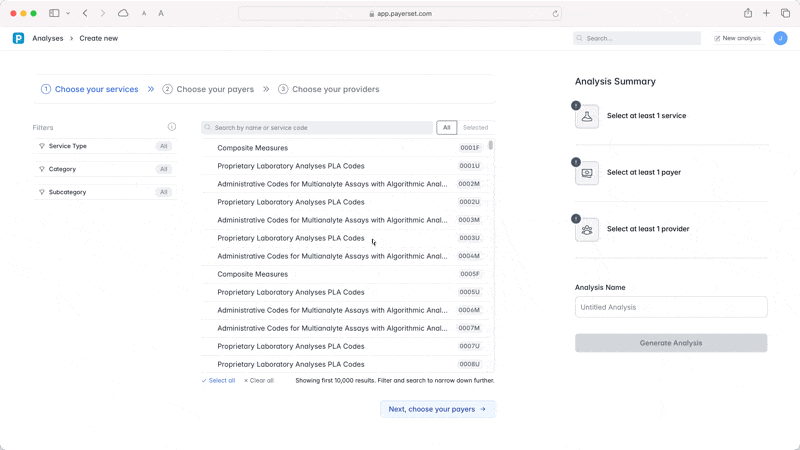 A A app.payerset.com
P Analyses > Create new Search... New analysis J
1 Choose your services >> 2 Choose your payers >> 3 Choose your providers
Filters
Service Type All
Category All
Subcategory All
Search by name or service code All Selected
Composite Measures 0001F
Proprietary Laboratory Analyses PLA Codes 0001U
Administrative Codes for Multianalyte Assays with Algorithmic Anal... 0002M
Proprietary Laboratory Analyses PLA Codes 0002U
Administrative Codes for Multianalyte Assays with Algorithmic Anal... 0003M
Proprietary Laboratory Analyses PLA Codes 0003U
Administrative Codes for Multianalyte Assays with Algorithmic Anal... 0004M
Composite Measures 0005F
Proprietary Laboratory Analyses PLA Codes 0005U
Administrative Codes for Multianalyte Assays with Algorithmic Anal... 0006M
Administrative Codes for Multianalyte Assays with Algorithmic Anal... 0007M
Proprietary Laboratory Analyses PLA Codes 0007U
Proprietary Laboratory Analyses PLA Codes 0008U
Select all Clear all Showing first 10,000 results. Filter and search to narrow down further.
Next, choose your payers
Analysis Summary
! Select at least 1 service
! Select at least 1 payer
! Select at least 1 provider
Analysis Name
Untitled Analysis
Generate Analysis